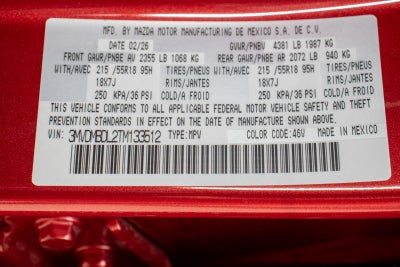 MFD. BY MAZDA MOTOR MANUFACTURING DE MEXICO S.A. DE C.V.
DATE 02/26 GVWR/PNBV 4381 LB 1987 KG
FRONT GAWR/PNBE AV 2355 LB 1068 KG REAR GAWR/PNBE AR 2072 LB 940 KG
WITH/AVEC 215 /55R18 95H TIRES/PNEUS WITH/AVEC 215 /55R18 95H TIRES/PNEUS
18X7J RIMS/JANTES 18X7J RIMS/JANTES
250 KPA/36 PSI COLD/A FROID 250 KPA/36 PSI COLD/A FROID
THIS VEHICLE CONFORMS TO ALL APPLICABLE FEDERAL MOTOR VEHICLE SAFETY AND THEFT
PREVENTION STANDARDS IN EFFECT ON THE DATE OF MANUFACTURE SHOWN ABOVE.
VIN: 3MVDMBDL2TM133512 TYPE:MPV COLOR CODE:46V MADE IN MEXICO